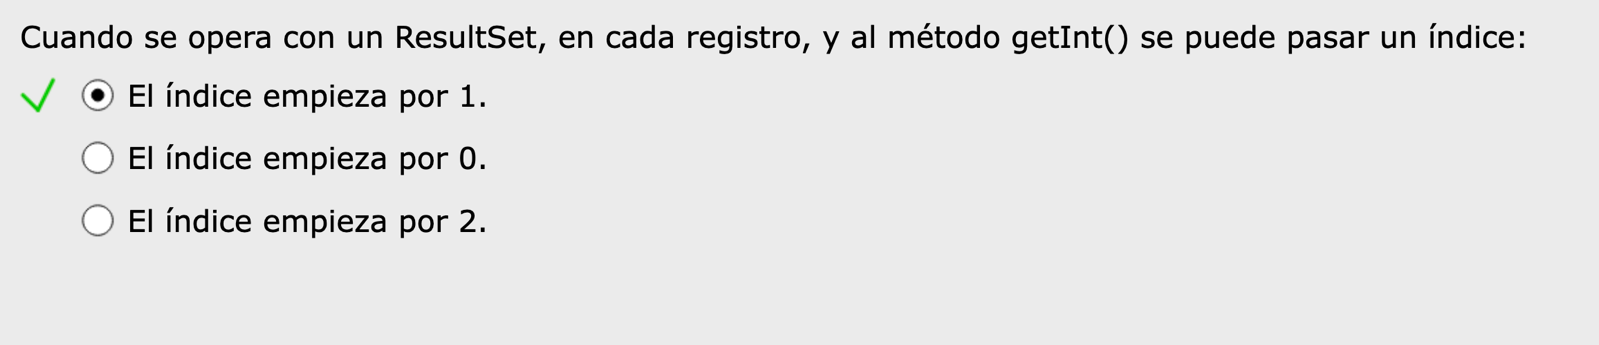 Cuando se opera con un ResultSet, en cada registro, y al método getInt() se puede pasar un índice:
El índice empieza por 1.
El índice empieza por 0.
El índice empieza por 2.